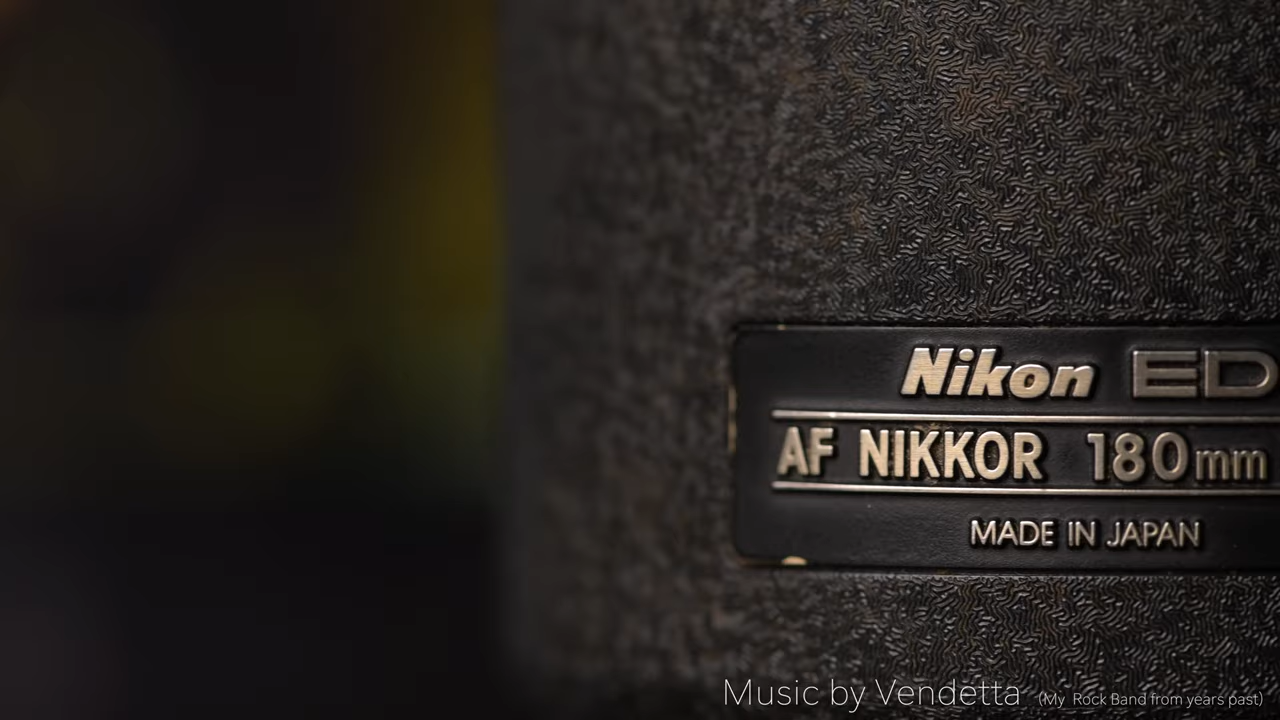 Nikon ED
AF NIKKOR 180mm
MADE IN JAPAN
Music by Vendetta (My Rock Band from years past)